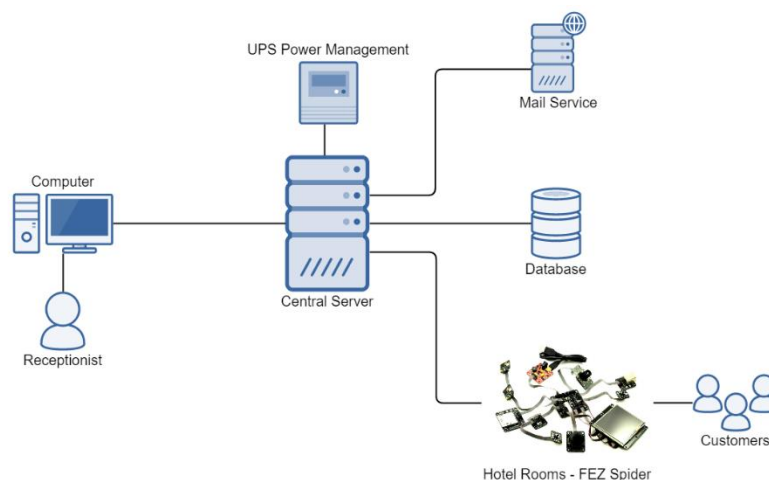 UPS Power Management
Mail Service
Computer
Database
Central Server
Receptionist
Customers
Hotel Rooms - FEZ Spider